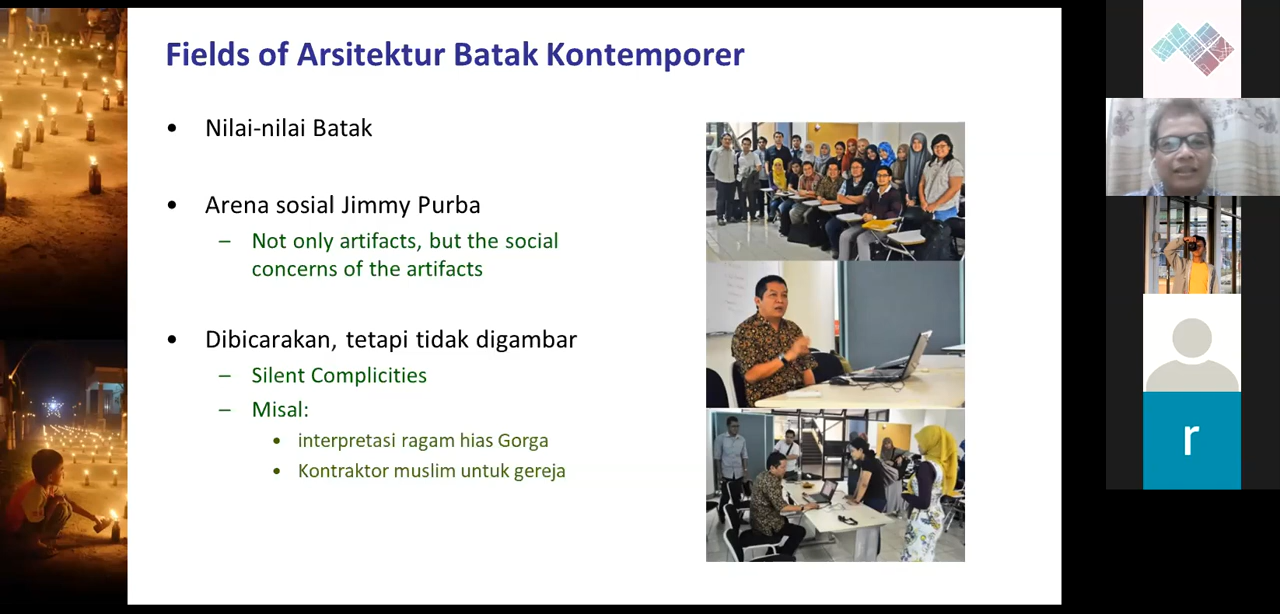 Fields of Arsitektur Batak Kontemporer
• Nilai-nilai Batak
• Arena sosial Jimmy Purba
– Not only artifacts, but the social
concerns of the artifacts
• Dibicarakan, tetapi tidak digambar
– Silent Complicities
– Misal:
• interpretasi ragam hias Gorga
• Kontraktor muslim untuk gereja
r